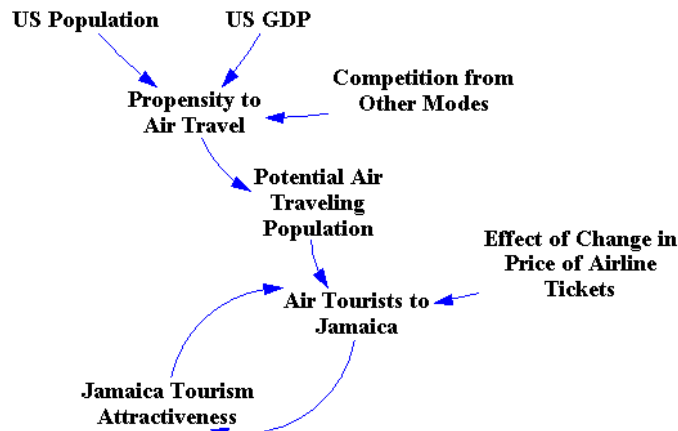 US Population
US GDP
Competition from
Other Modes
Propensity to
Air Travel
Potential Air
Traveling
Population
Effect of Change in
Price of Airline
Tickets
Air Tourists to
Jamaica
Jamaica Tourism
Attractiveness